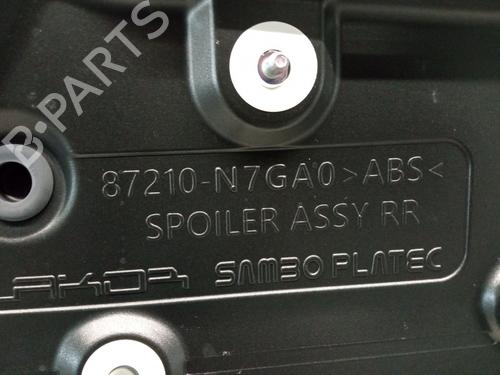 B-PARTS
87210-N7GA0 >ABS<
SPOILER ASSY RR
SAMBO PLATEC